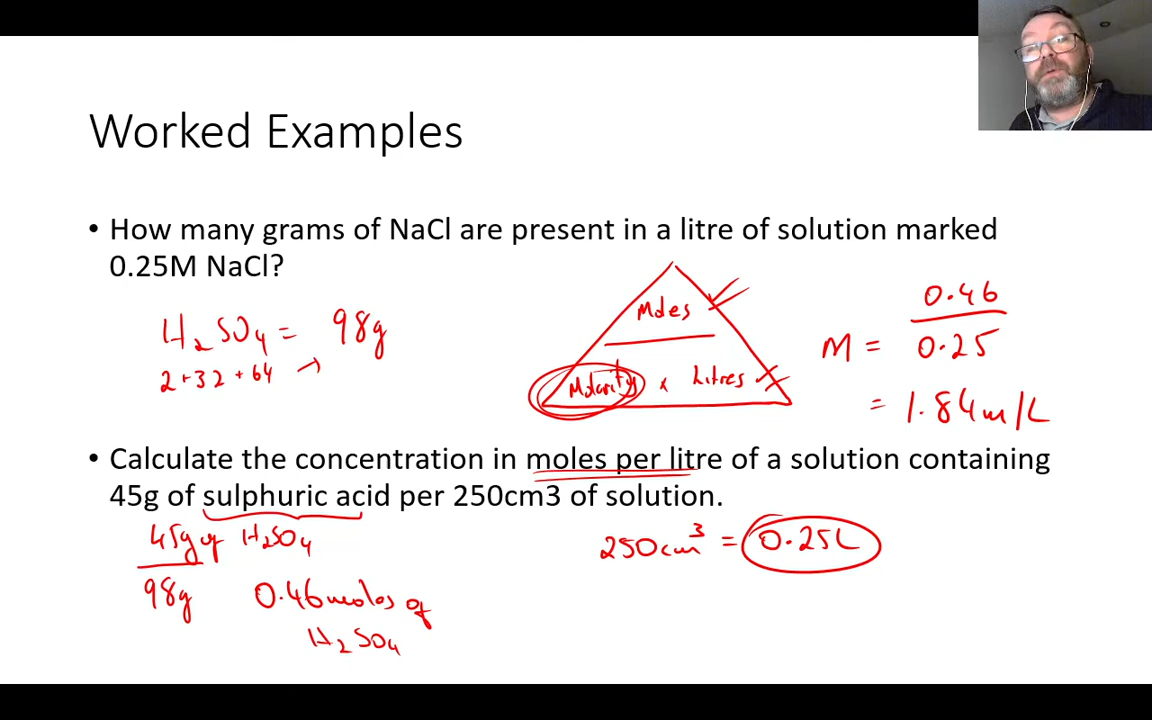 Worked Examples
• How many grams of NaCl are present in a litre of solution marked
0.25M NaCl?
H2SO4 = 98g
2+32+64 →
Moles
Molarity x Litres
M = 0.46
0.25
= 1.84m/L
• Calculate the concentration in moles per litre of a solution containing
45g of sulphuric acid per 250cm3 of solution.
45g of H2SO4
98g
0.46moles of
H2SO4
250cm³ = 0.25L